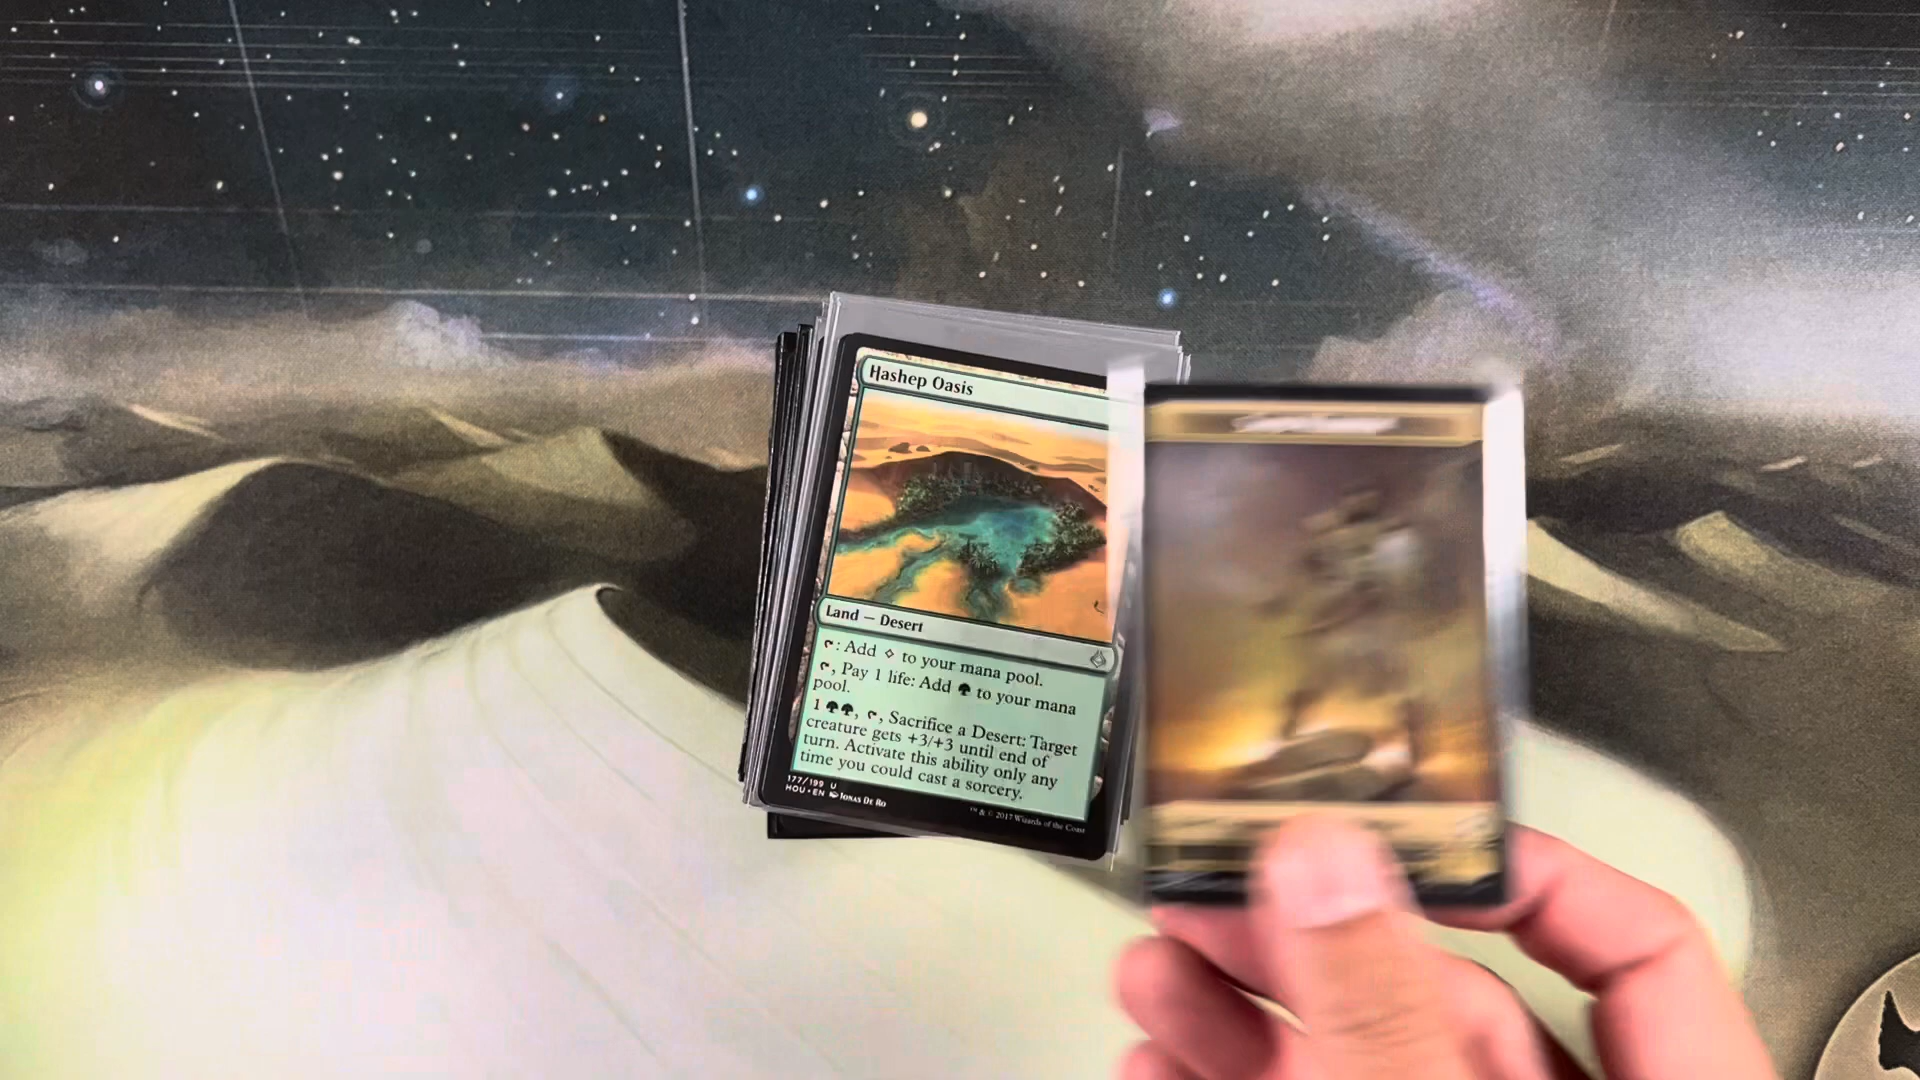 Hashep Oasis
Land — Desert
: Add to your mana pool.
, Pay 1 life: Add to your mana
pool.
1 , , Sacrifice a Desert: Target
creature gets +3/+3 until end of
turn. Activate this ability only any
time you could cast a sorcery.
177/199 U
HOU • EN Jonas De Ro
™ & © 2017 Wizards of the Coast